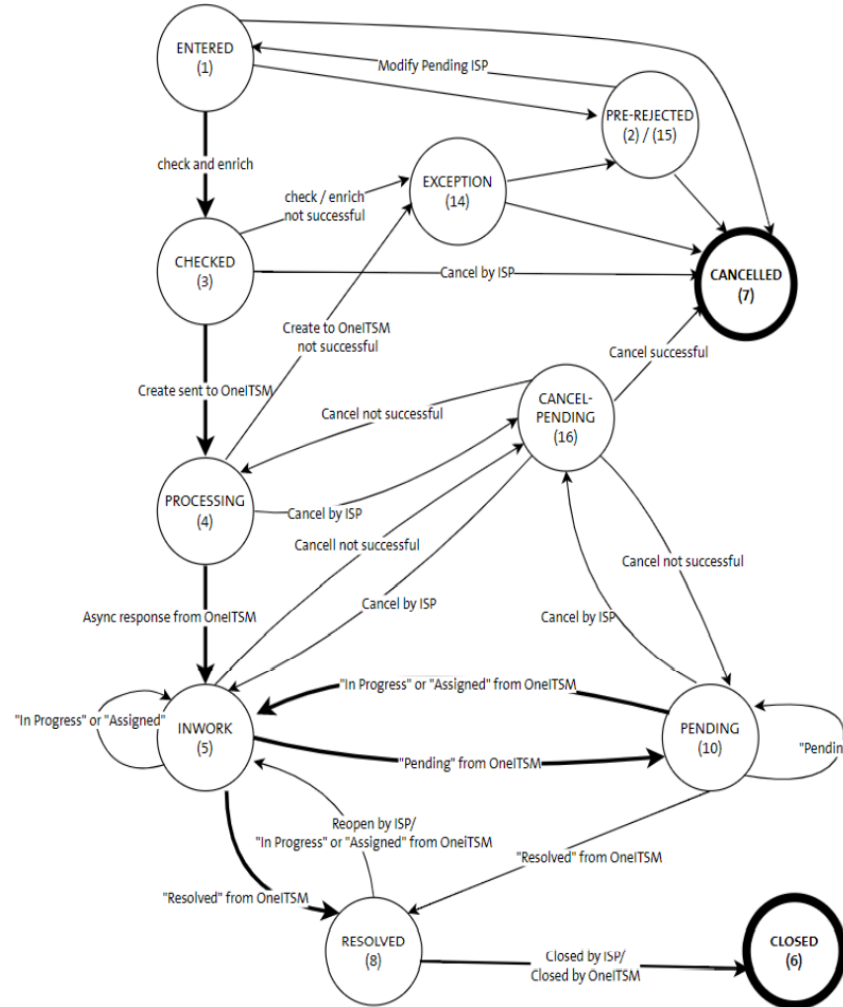 ENTERED
(1)
Modify Pending ISP
PRE-REJECTED
(2) / (15)
check and enrich
check / enrich
not successful
EXCEPTION
(14)
CHECKED
(3)
Cancel by ISP
CANCELLED
(7)
Create to OneITSM
not successful
Cancel successful
Create sent to OneITSM
Cancel not successful
CANCEL-
PENDING
(16)
PROCESSING
(4)
Cancel by ISP
Cancell not successful
Cancel not successful
Async response from OneITSM
Cancel by ISP
Cancel by ISP
"In Progress" or "Assigned" from OneITSM
"In Progress" or "Assigned"
INWORK
(5)
PENDING
(10)
"Pending" from OneITSM
"Pendin
Reopen by ISP/
"In Progress" or "Assigned" from OneiTSM
"Resolved" from OneITSM
"Resolved" from OneITSM
RESOLVED
(8)
Closed by ISP/
Closed by OneITSM
CLOSED
(6)